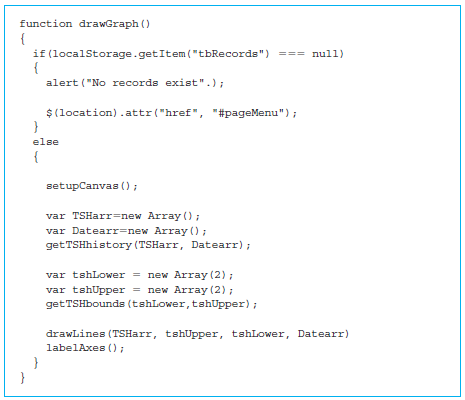 function drawGraph()
{
if(localStorage.getItem("tbRecords") === null)
{
alert("No records exist".);
$(location).attr("href", "#pageMenu");
}
else
{
setupCanvas();
var TSHarr=new Array();
var Datearr=new Array();
getTSHhistory(TSHarr, Datearr);
var tshLower = new Array(2);
var tshUpper = new Array(2);
getTSHbounds(tshLower,tshUpper);
drawLines(TSHarr, tshUpper, tshLower, Datearr)
labelAxes();
}
}